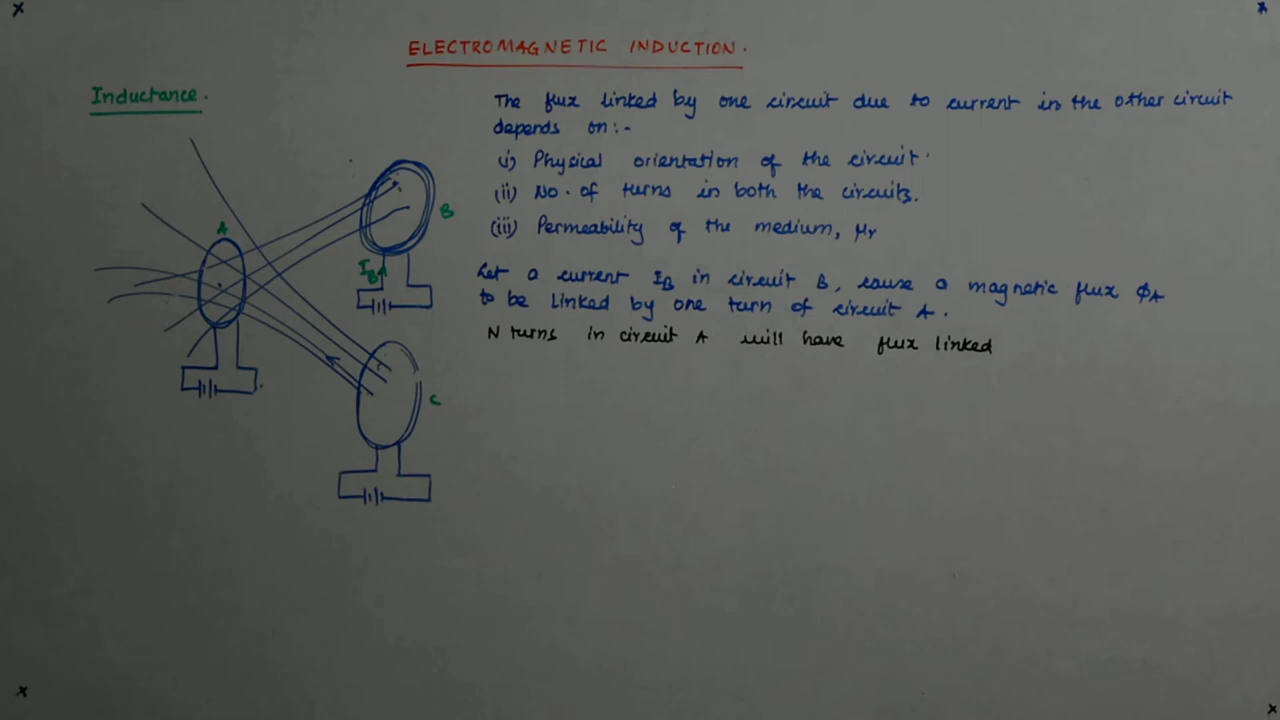 ELECTROMAGNETIC INDUCTION.
Inductance.
The flux linked by one circuit due to current in the other circuit
depends on:-
(i) Physical orientation of the circuit.
(ii) No. of turns in both the circuits.
(iii) Permeability of the medium, μr
Let a current IB in circuit B, cause a magnetic flux ϕA
to be linked by one turn of circuit A.
N turns in circuit A will have flux linked
A
B
IB
C